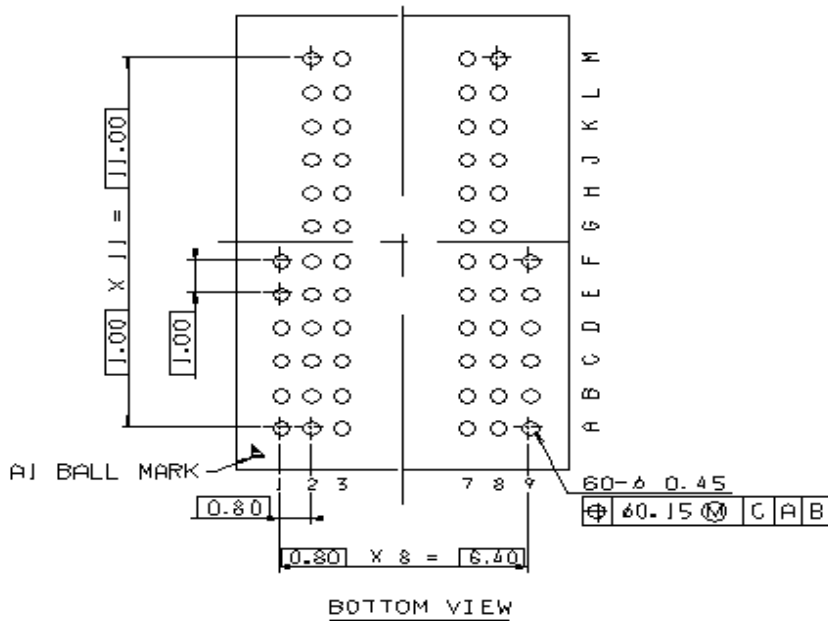 M
L
K
J
H
G
F
E
D
C
B
A
1.00 X 11 = 11.00
1.00
A1 BALL MARK
1 2 3 7 8 9
0.80
0.80 X 8 = 6.40
60-ø 0.45
⌖ ø0.15 Ⓜ C A B
BOTTOM VIEW